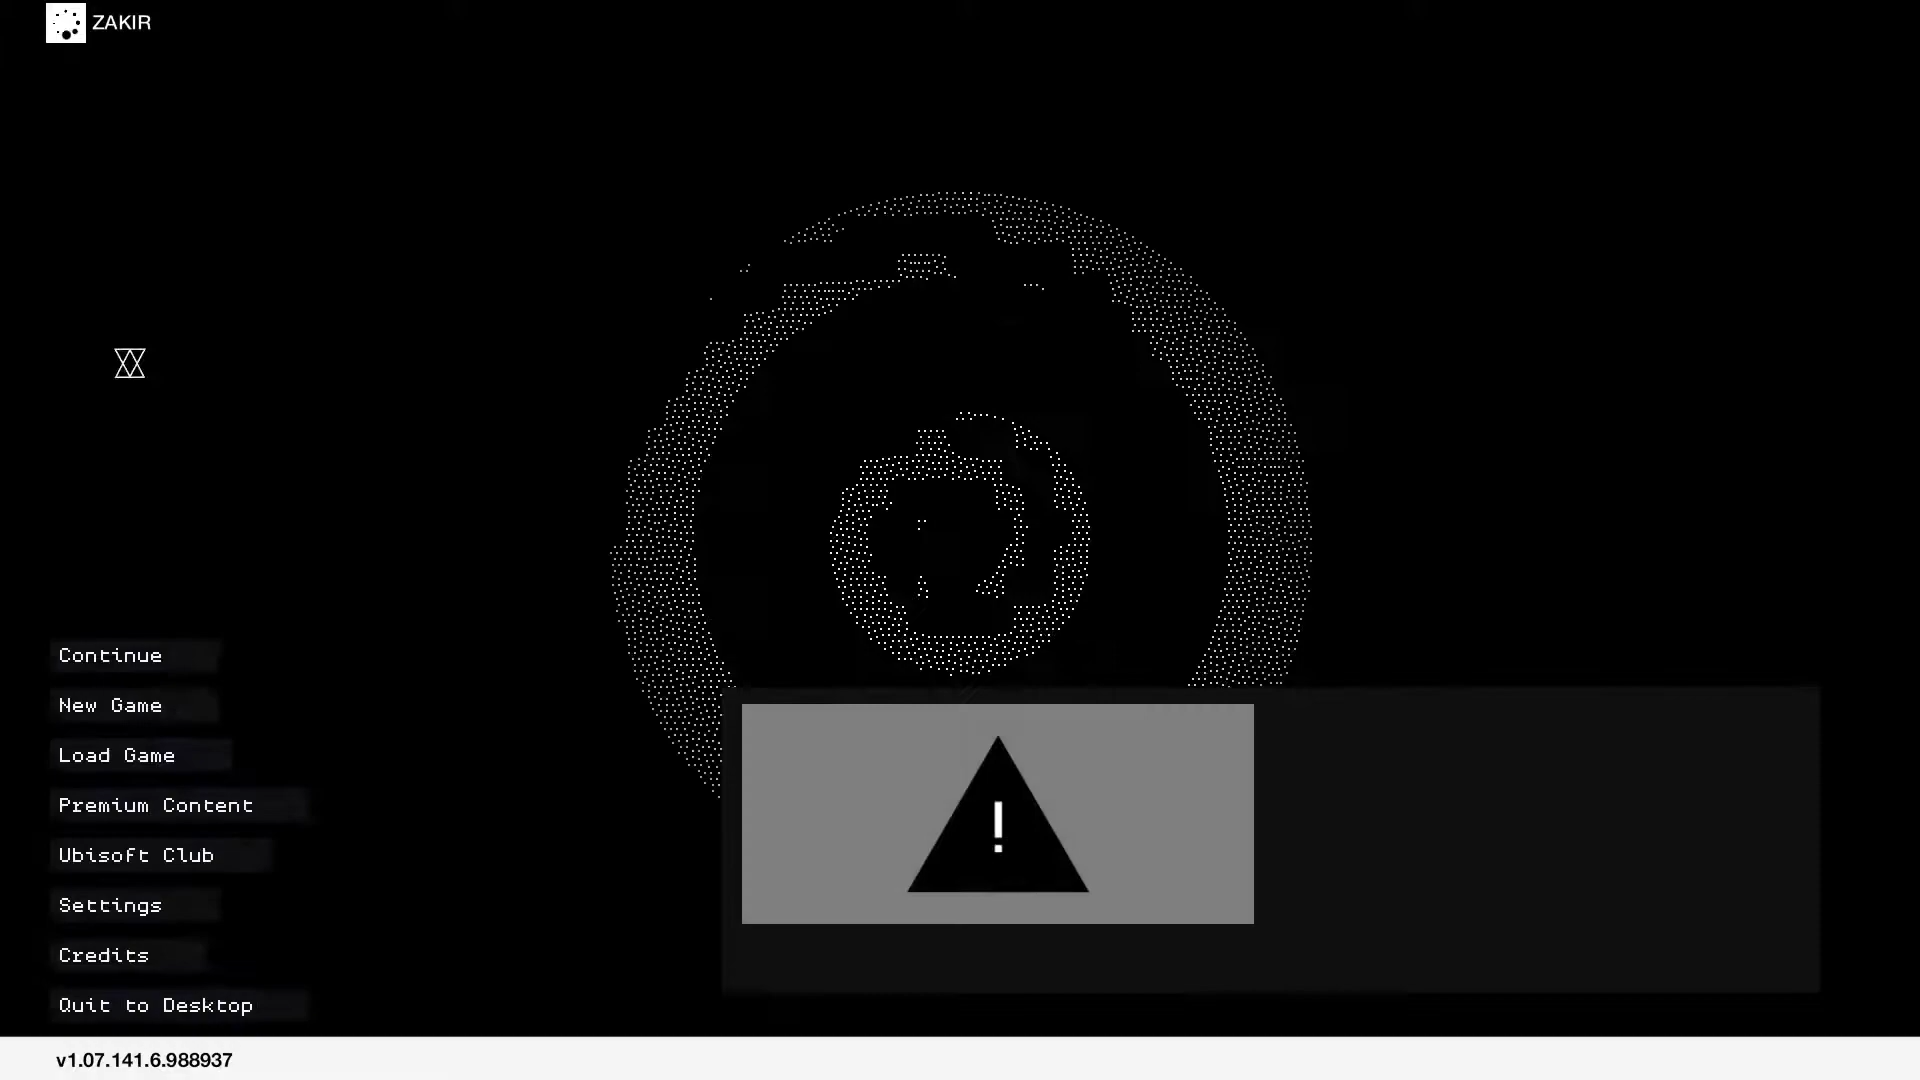 ZAKIR
Continue
New Game
Load Game
Premium Content
Ubisoft Club
Settings
Credits
Quit to Desktop
!
v1.07.141.6.988937